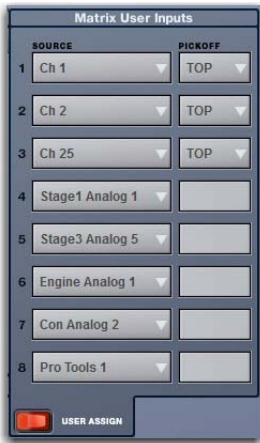 Matrix User Inputs
SOURCE PICKOFF
1 Ch 1 TOP
2 Ch 2 TOP
3 Ch 25 TOP
4 Stage1 Analog 1
5 Stage3 Analog 5
6 Engine Analog 1
7 Con Analog 2
8 Pro Tools 1
USER ASSIGN